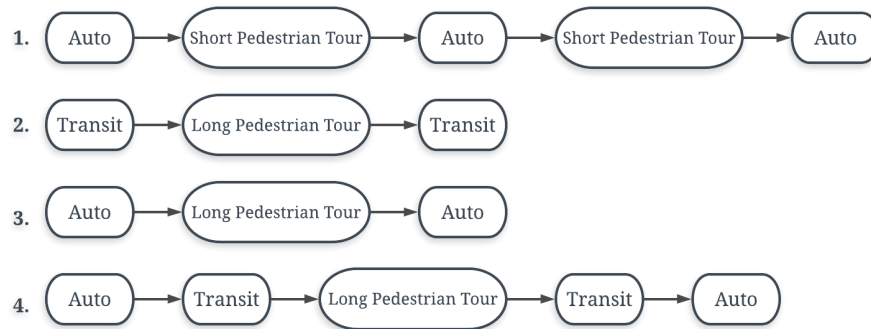 1. Auto Short Pedestrian Tour Auto Short Pedestrian Tour Auto
2. Transit Long Pedestrian Tour Transit
3. Auto Long Pedestrian Tour Auto
4. Auto Transit Long Pedestrian Tour Transit Auto